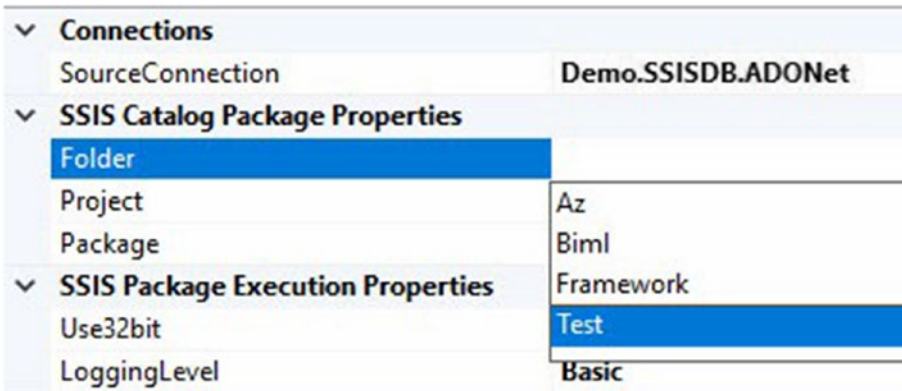 Connections
SourceConnection Demo.SSISDB.ADONet
SSIS Catalog Package Properties
Folder
Project Az
Package Biml
SSIS Package Execution Properties Framework
Use32bit Test
LoggingLevel Basic